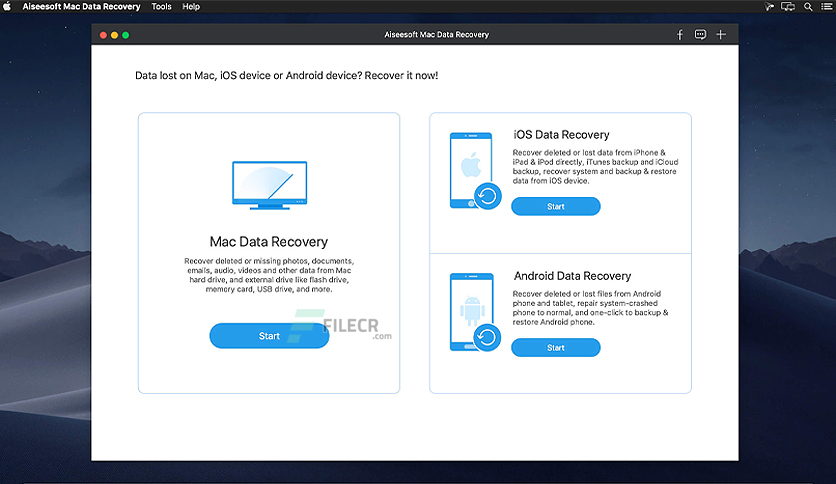 Aiseesoft Mac Data Recovery Tools Help
Aiseesoft Mac Data Recovery
Data lost on Mac, iOS device or Android device? Recover it now!
Mac Data Recovery
Recover deleted or missing photos, documents,
emails, audio, videos and other data from Mac
hard drive, and external drive like flash drive,
memory card, USB drive, and more.
Start
FILECR
.com
iOS Data Recovery
Recover deleted or lost data from iPhone &
iPad & iPod directly, iTunes backup and iCloud
backup, recover system and backup & restore
data from iOS device.
Start
Android Data Recovery
Recover deleted or lost files from Android
phone and tablet, repair system-crashed
phone to normal, and one-click to backup &
restore Android phone.
Start